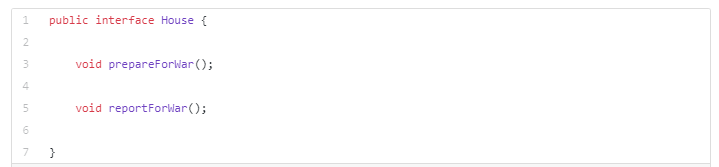 1 public interface House {
2
3     void prepareForWar();
4
5     void reportForWar();
6
7 }